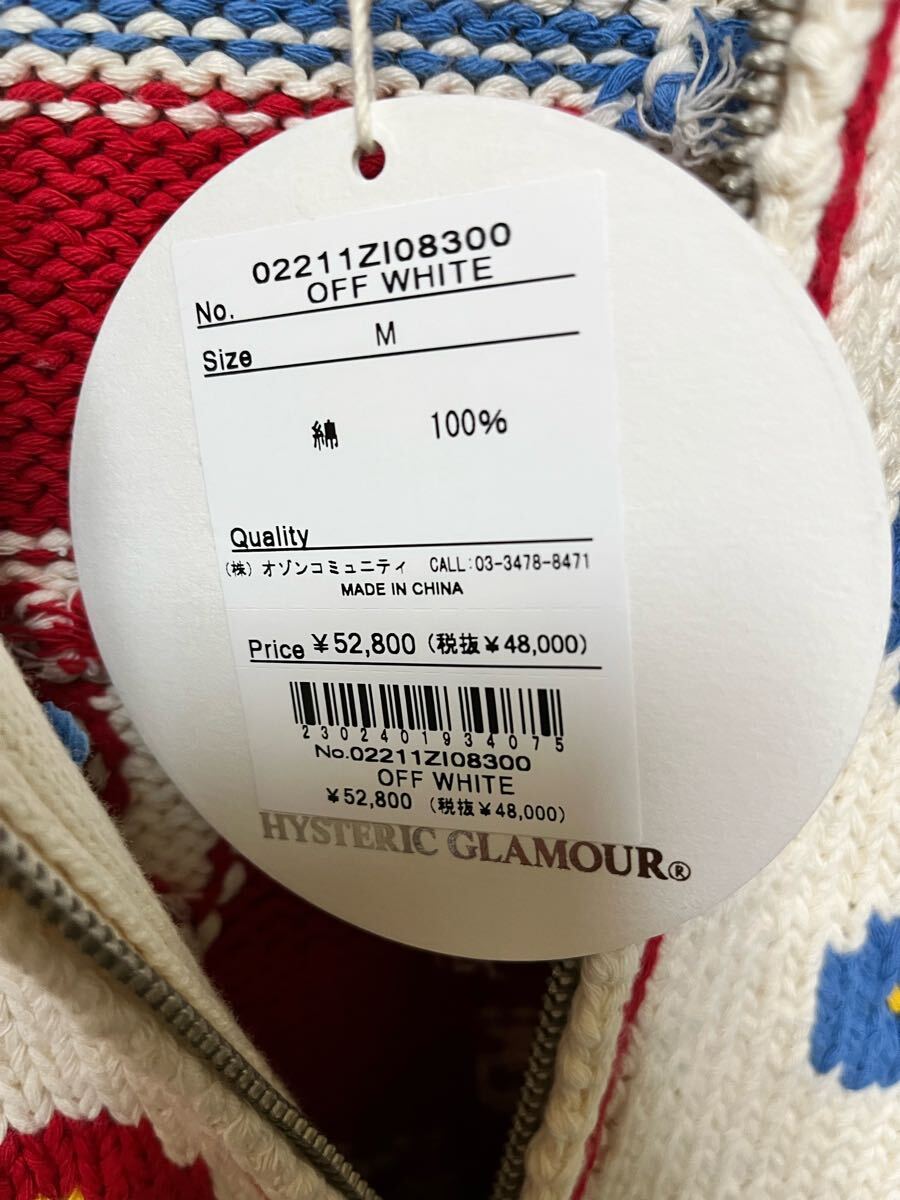 02211ZI08300
No. OFF WHITE
Size M
綿 100%
Quality
(株) オゾンコミュニティ CALL:03-3478-8471
MADE IN CHINA
Price ¥52,800 (税抜¥48,000)
2302401934075
No.02211ZI08300
OFF WHITE
¥52,800 (税抜¥48,000)
HYSTERIC GLAMOUR®